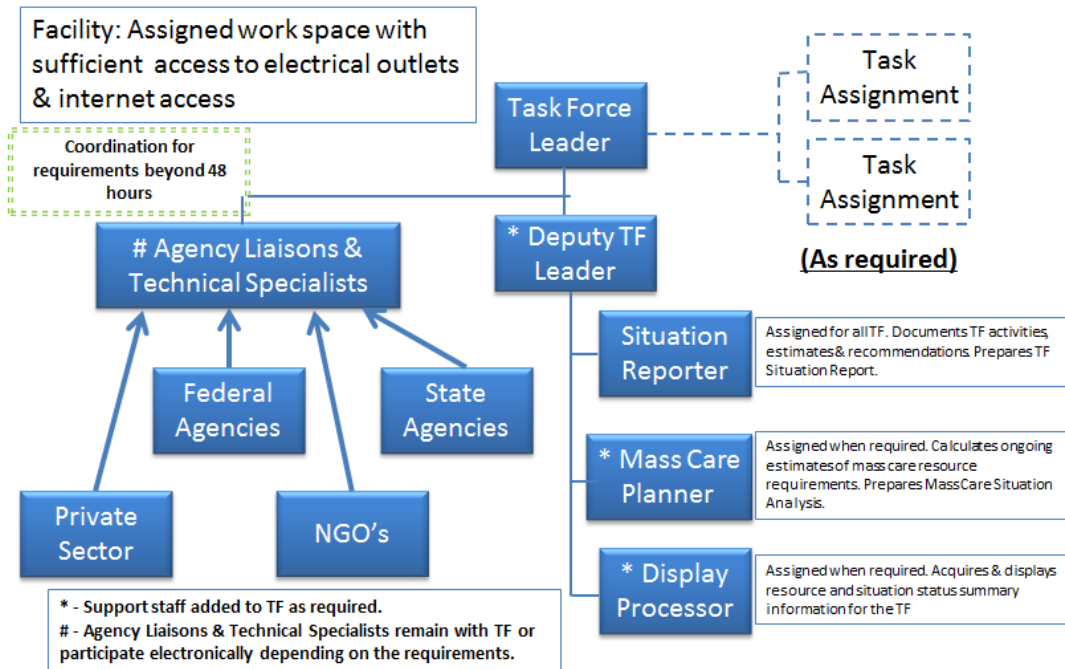 Facility: Assigned work space with
sufficient access to electrical outlets
& internet access
Coordination for
requirements beyond 48
hours
Task Force
Leader
Task
Assignment
Task
Assignment
(As required)
# Agency Liaisons &
Technical Specialists
* Deputy TF
Leader
Federal
Agencies
State
Agencies
Private
Sector
NGO's
Situation
Reporter
Assigned for all TF. Documents TF activities,
estimates & recommendations. Prepares TF
Situation Report.
* Mass Care
Planner
Assigned when required. Calculates ongoing
estimates of mass care resource
requirements. Prepares Mass Care Situation
Analysis.
* Display
Processor
Assigned when required. Acquires & displays
resource and situation status summary
information for the TF
* - Support staff added to TF as required.
# - Agency Liaisons & Technical Specialists remain with TF or
participate electronically depending on the requirements.